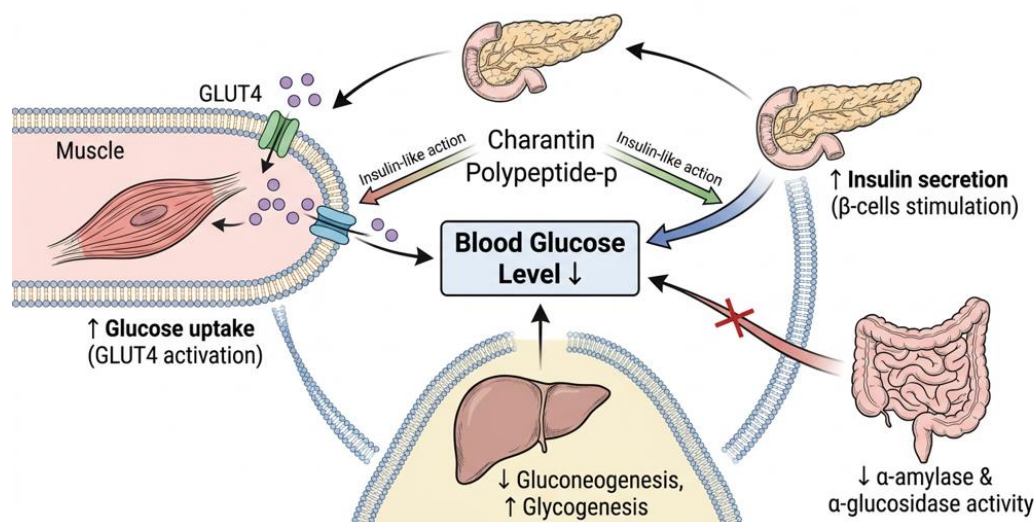 GLUT4
Muscle
Insulin-like action
Charantin
Polypeptide-p
Insulin-like action
↑ Insulin secretion
(β-cells stimulation)
Blood Glucose
Level ↓
↑ Glucose uptake
(GLUT4 activation)
↓ Gluconeogenesis,
↑ Glycogenesis
↓ α-amylase &
α-glucosidase activity